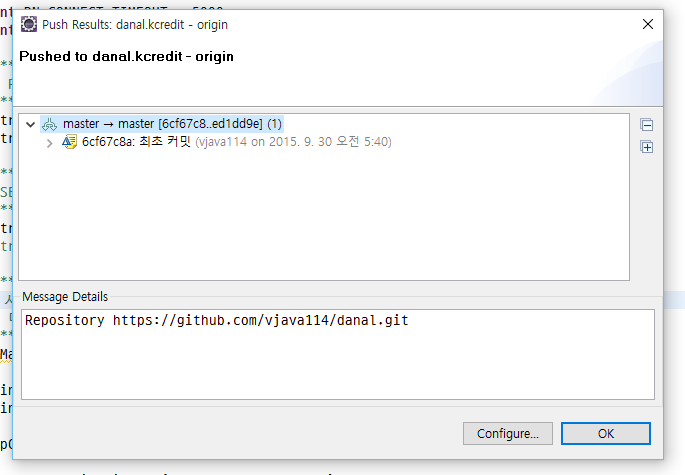 Push Results: danal.kcredit - origin
Pushed to danal.kcredit - origin
master → master [6cf67c8..ed1dd9e] (1)
6cf67c8a: 최초 커밋 (vjava114 on 2015. 9. 30 오전 5:40)
Message Details
Repository https://github.com/vjava114/danal.git
Configure...
OK